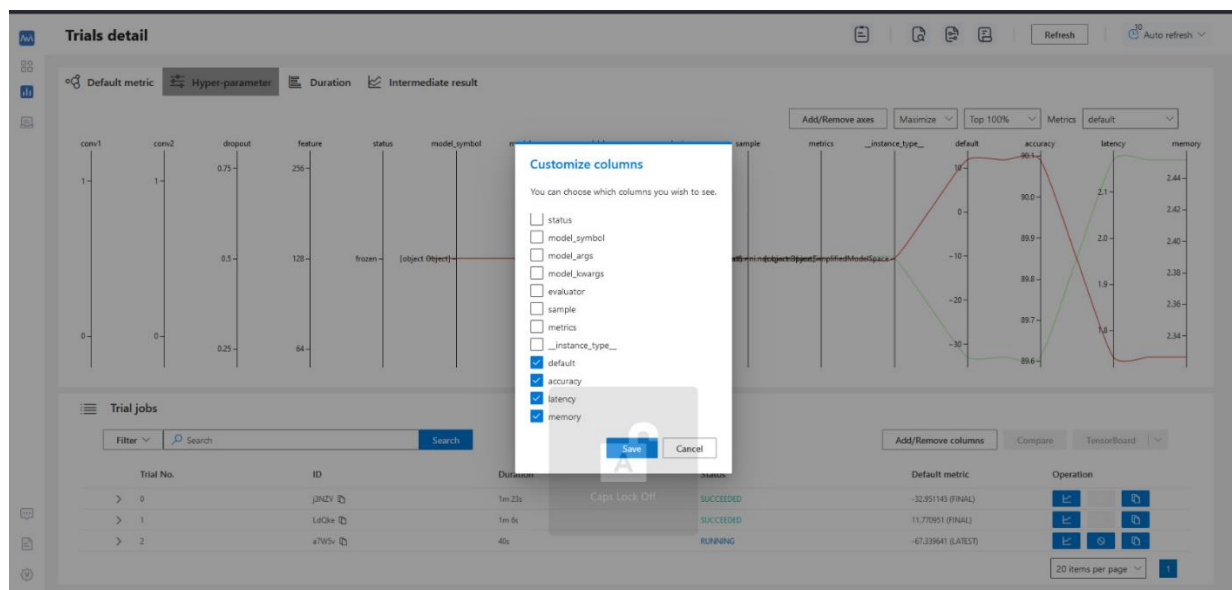 Trials detail
Refresh
10
Auto refresh
Default metric
Hyper-parameter
Duration
Intermediate result
Add/Remove axes
Maximize
Top 100%
Metrics
default
conv1 conv2 dropout feature status model_symbol sample metrics __instance_type__ default accuracy latency memory
1 1 0.75 256 10 90.1 2.44
2.1
90.0 2.42
0
89.9 2.0 2.40
0.5 128 frozen [object Object] -10
89.8 2.38
1.9
-20 2.36
89.7
0 0 1.8 2.34
0.25 64 -30
89.6
Customize columns
You can choose which columns you wish to see.
status
model_symbol
model_args
model_kwargs
evaluator
sample
metrics
__instance_type__
default
accuracy
latency
memory
Save
Cancel
A
Caps Lock Off
Trial jobs
Filter
Search
Search
Add/Remove columns
Compare
TensorBoard
Trial No. ID Duration Status Default metric Operation
0 j3NZV 1m 23s SUCCEEDED -32.951145 (FINAL)
1 LdQke 1m 6s SUCCEEDED 11.770951 (FINAL)
2 a7W5v 40s RUNNING -67.339641 (LATEST)
20 items per page
1